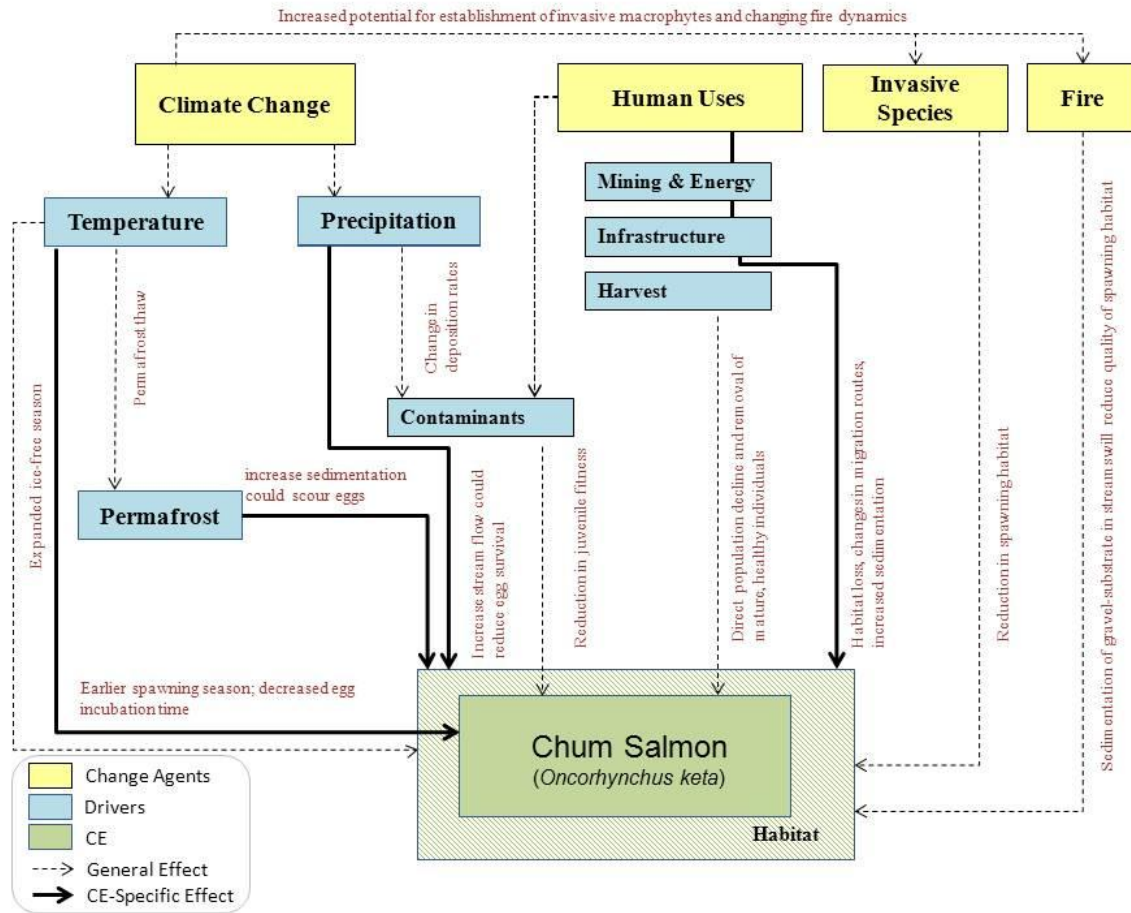 Increased potential for establishment of invasive macrophytes and changing fire dynamics
Climate Change
Human Uses
Invasive
Species
Fire
Mining & Energy
Temperature
Precipitation
Infrastructure
Harvest
Permafrost thaw
Change in
deposition rates
Contaminants
Expanded ice-free season
increase sedimentation
could scour eggs
Permafrost
Increase stream flow could
reduce egg survival
Reduction in juvenile fitness
Direct population decline and removal of
mature, healthy individuals
Habitat loss, changes in migration routes,
increased sedimentation
Reduction in spawning habitat
Sedimentation of gravel-substrate in streams will reduce quality of spawning habitat
Earlier spawning season; decreased egg
incubation time
Chum Salmon
(Oncorhynchus keta)
Habitat
Change Agents
Drivers
CE
General Effect
CE-Specific Effect